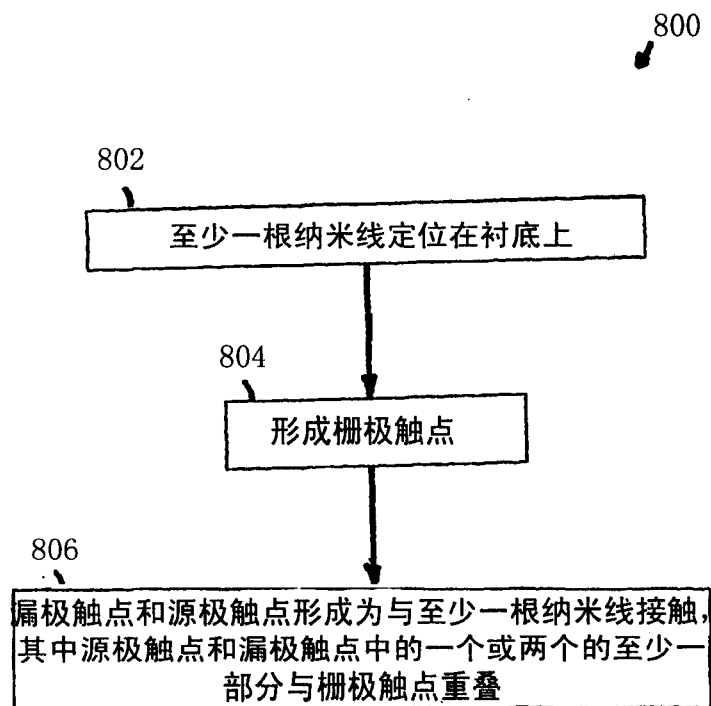 800
802
至少一根纳米线定位在衬底上
804
形成栅极触点
806
漏极触点和源极触点形成为与至少一根纳米线接触,
其中源极触点和漏极触点中的一个或两个的至少一
部分与栅极触点重叠